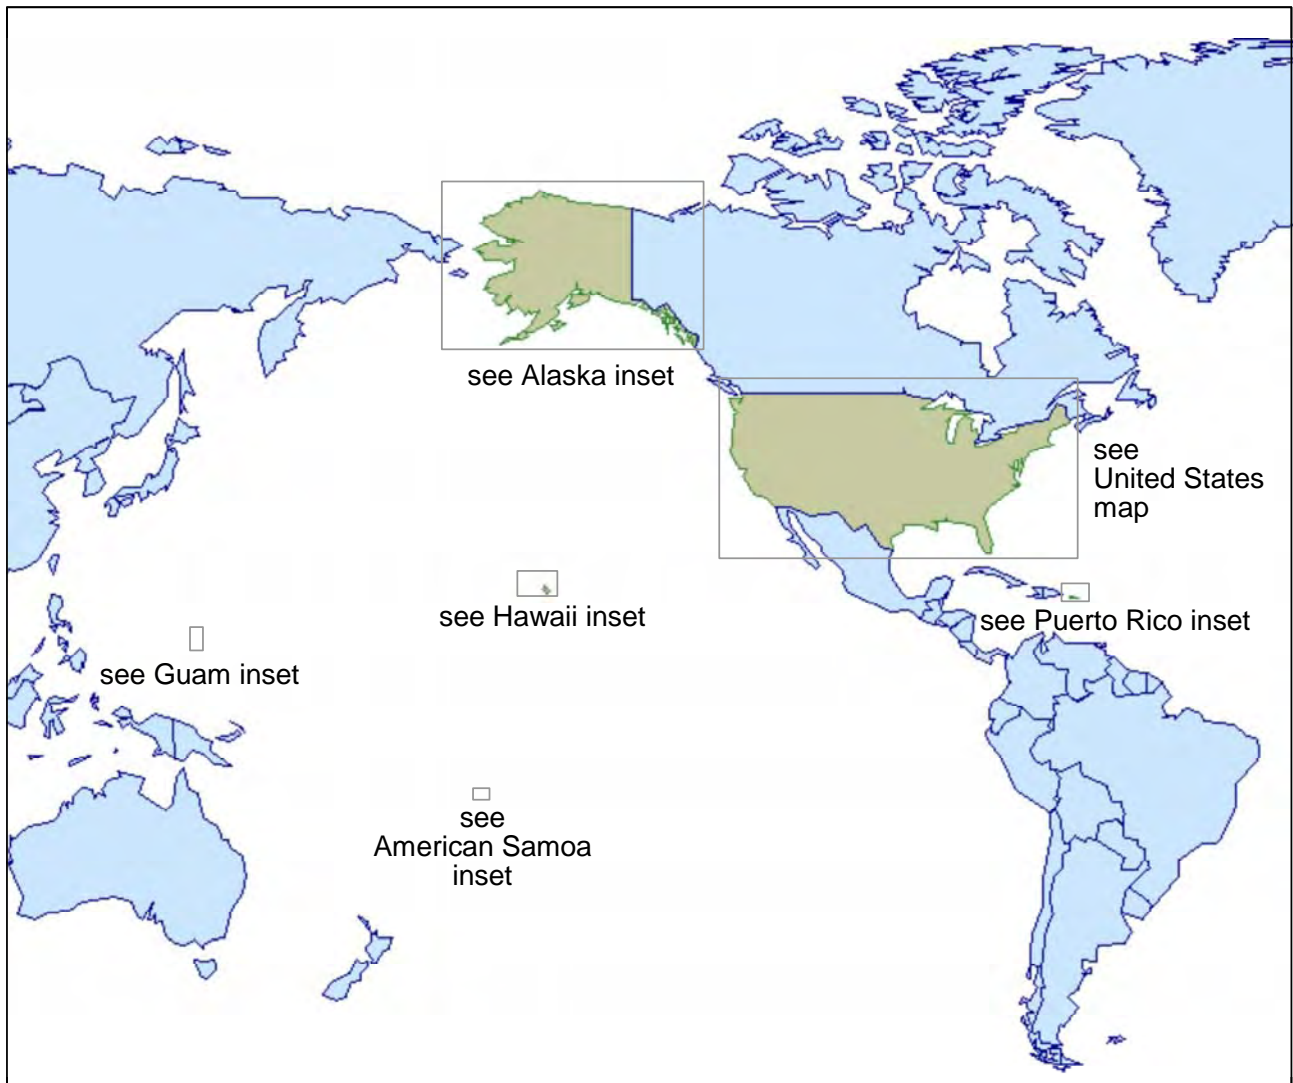 see Alaska inset
see
United States
map
see Hawaii inset
see Puerto Rico inset
see Guam inset
see
American Samoa
inset